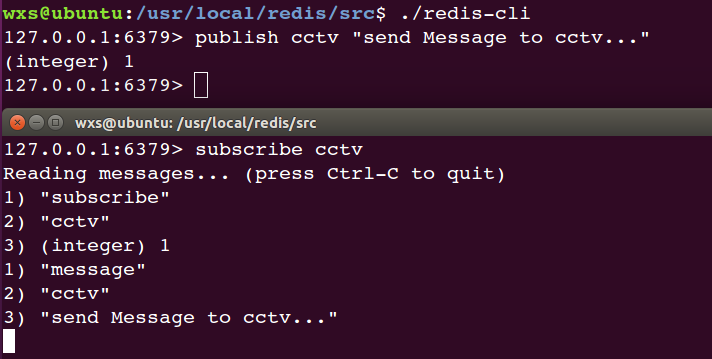 wxs@ubuntu:/usr/local/redis/src$ ./redis-cli
127.0.0.1:6379> publish cctv "send Message to cctv..."
(integer) 1
127.0.0.1:6379>
wxs@ubuntu: /usr/local/redis/src
127.0.0.1:6379> subscribe cctv
Reading messages... (press Ctrl-C to quit)
1) "subscribe"
2) "cctv"
3) (integer) 1
1) "message"
2) "cctv"
3) "send Message to cctv..."